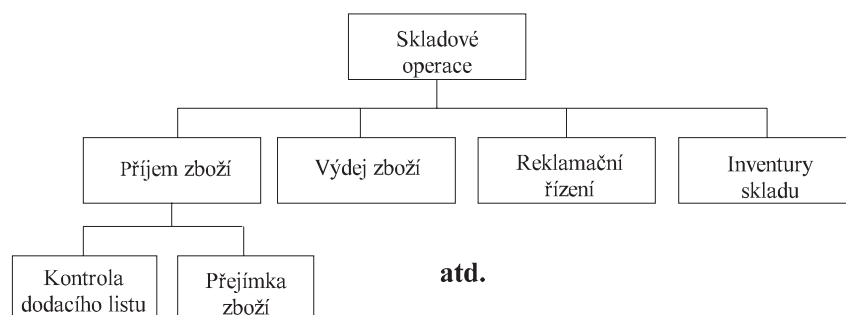 Skladové
operace
Příjem zboží
Výdej zboží
Reklamační
řízení
Inventury
skladu
Kontrola
dodacího listu
Přejímka
zboží
atd.